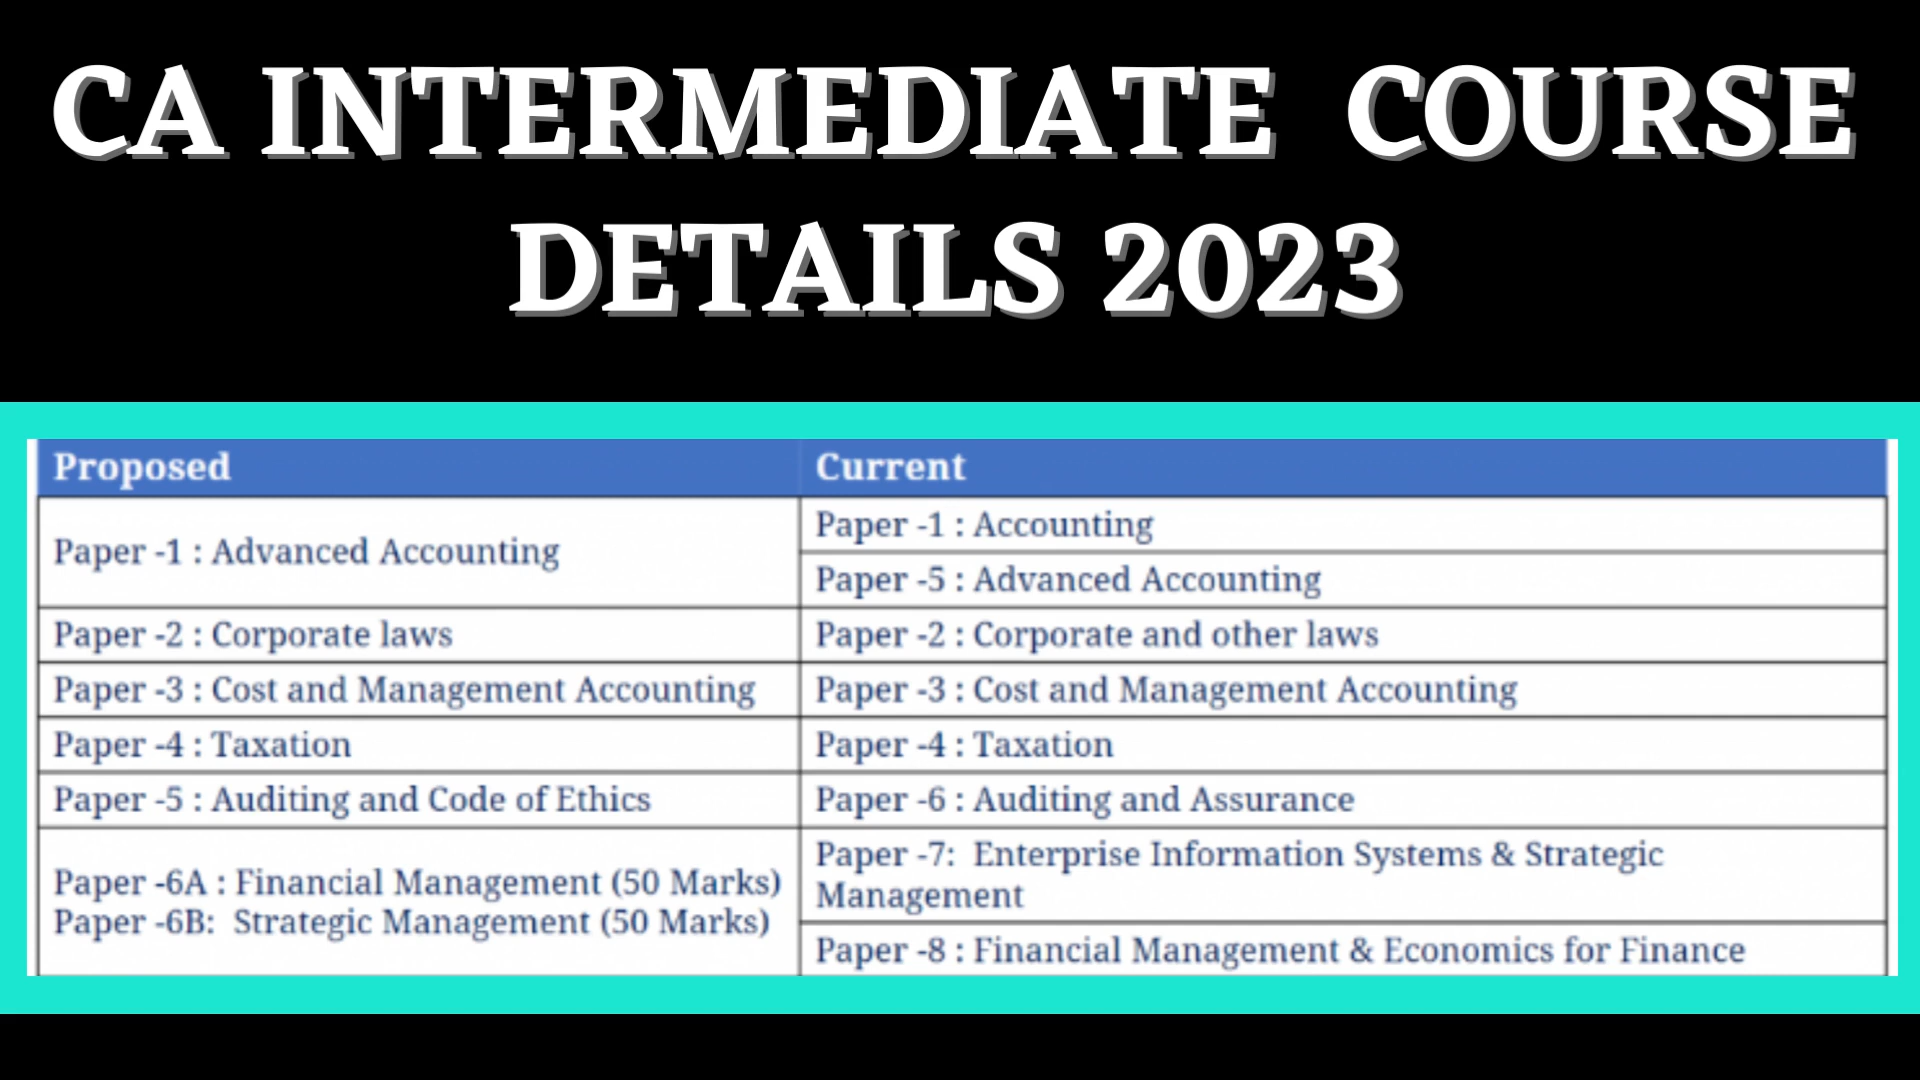 CA INTERMEDIATE COURSE
DETAILS 2023
Proposed
Current
Paper -1 : Advanced Accounting
Paper -1 : Accounting
Paper -5 : Advanced Accounting
Paper -2 : Corporate laws
Paper -2 : Corporate and other laws
Paper -3 : Cost and Management Accounting
Paper -3 : Cost and Management Accounting
Paper -4 : Taxation
Paper -4 : Taxation
Paper -5 : Auditing and Code of Ethics
Paper -6 : Auditing and Assurance
Paper -6A : Financial Management (50 Marks)
Paper -6B: Strategic Management (50 Marks)
Paper -7: Enterprise Information Systems & Strategic
Management
Paper -8 : Financial Management & Economics for Finance